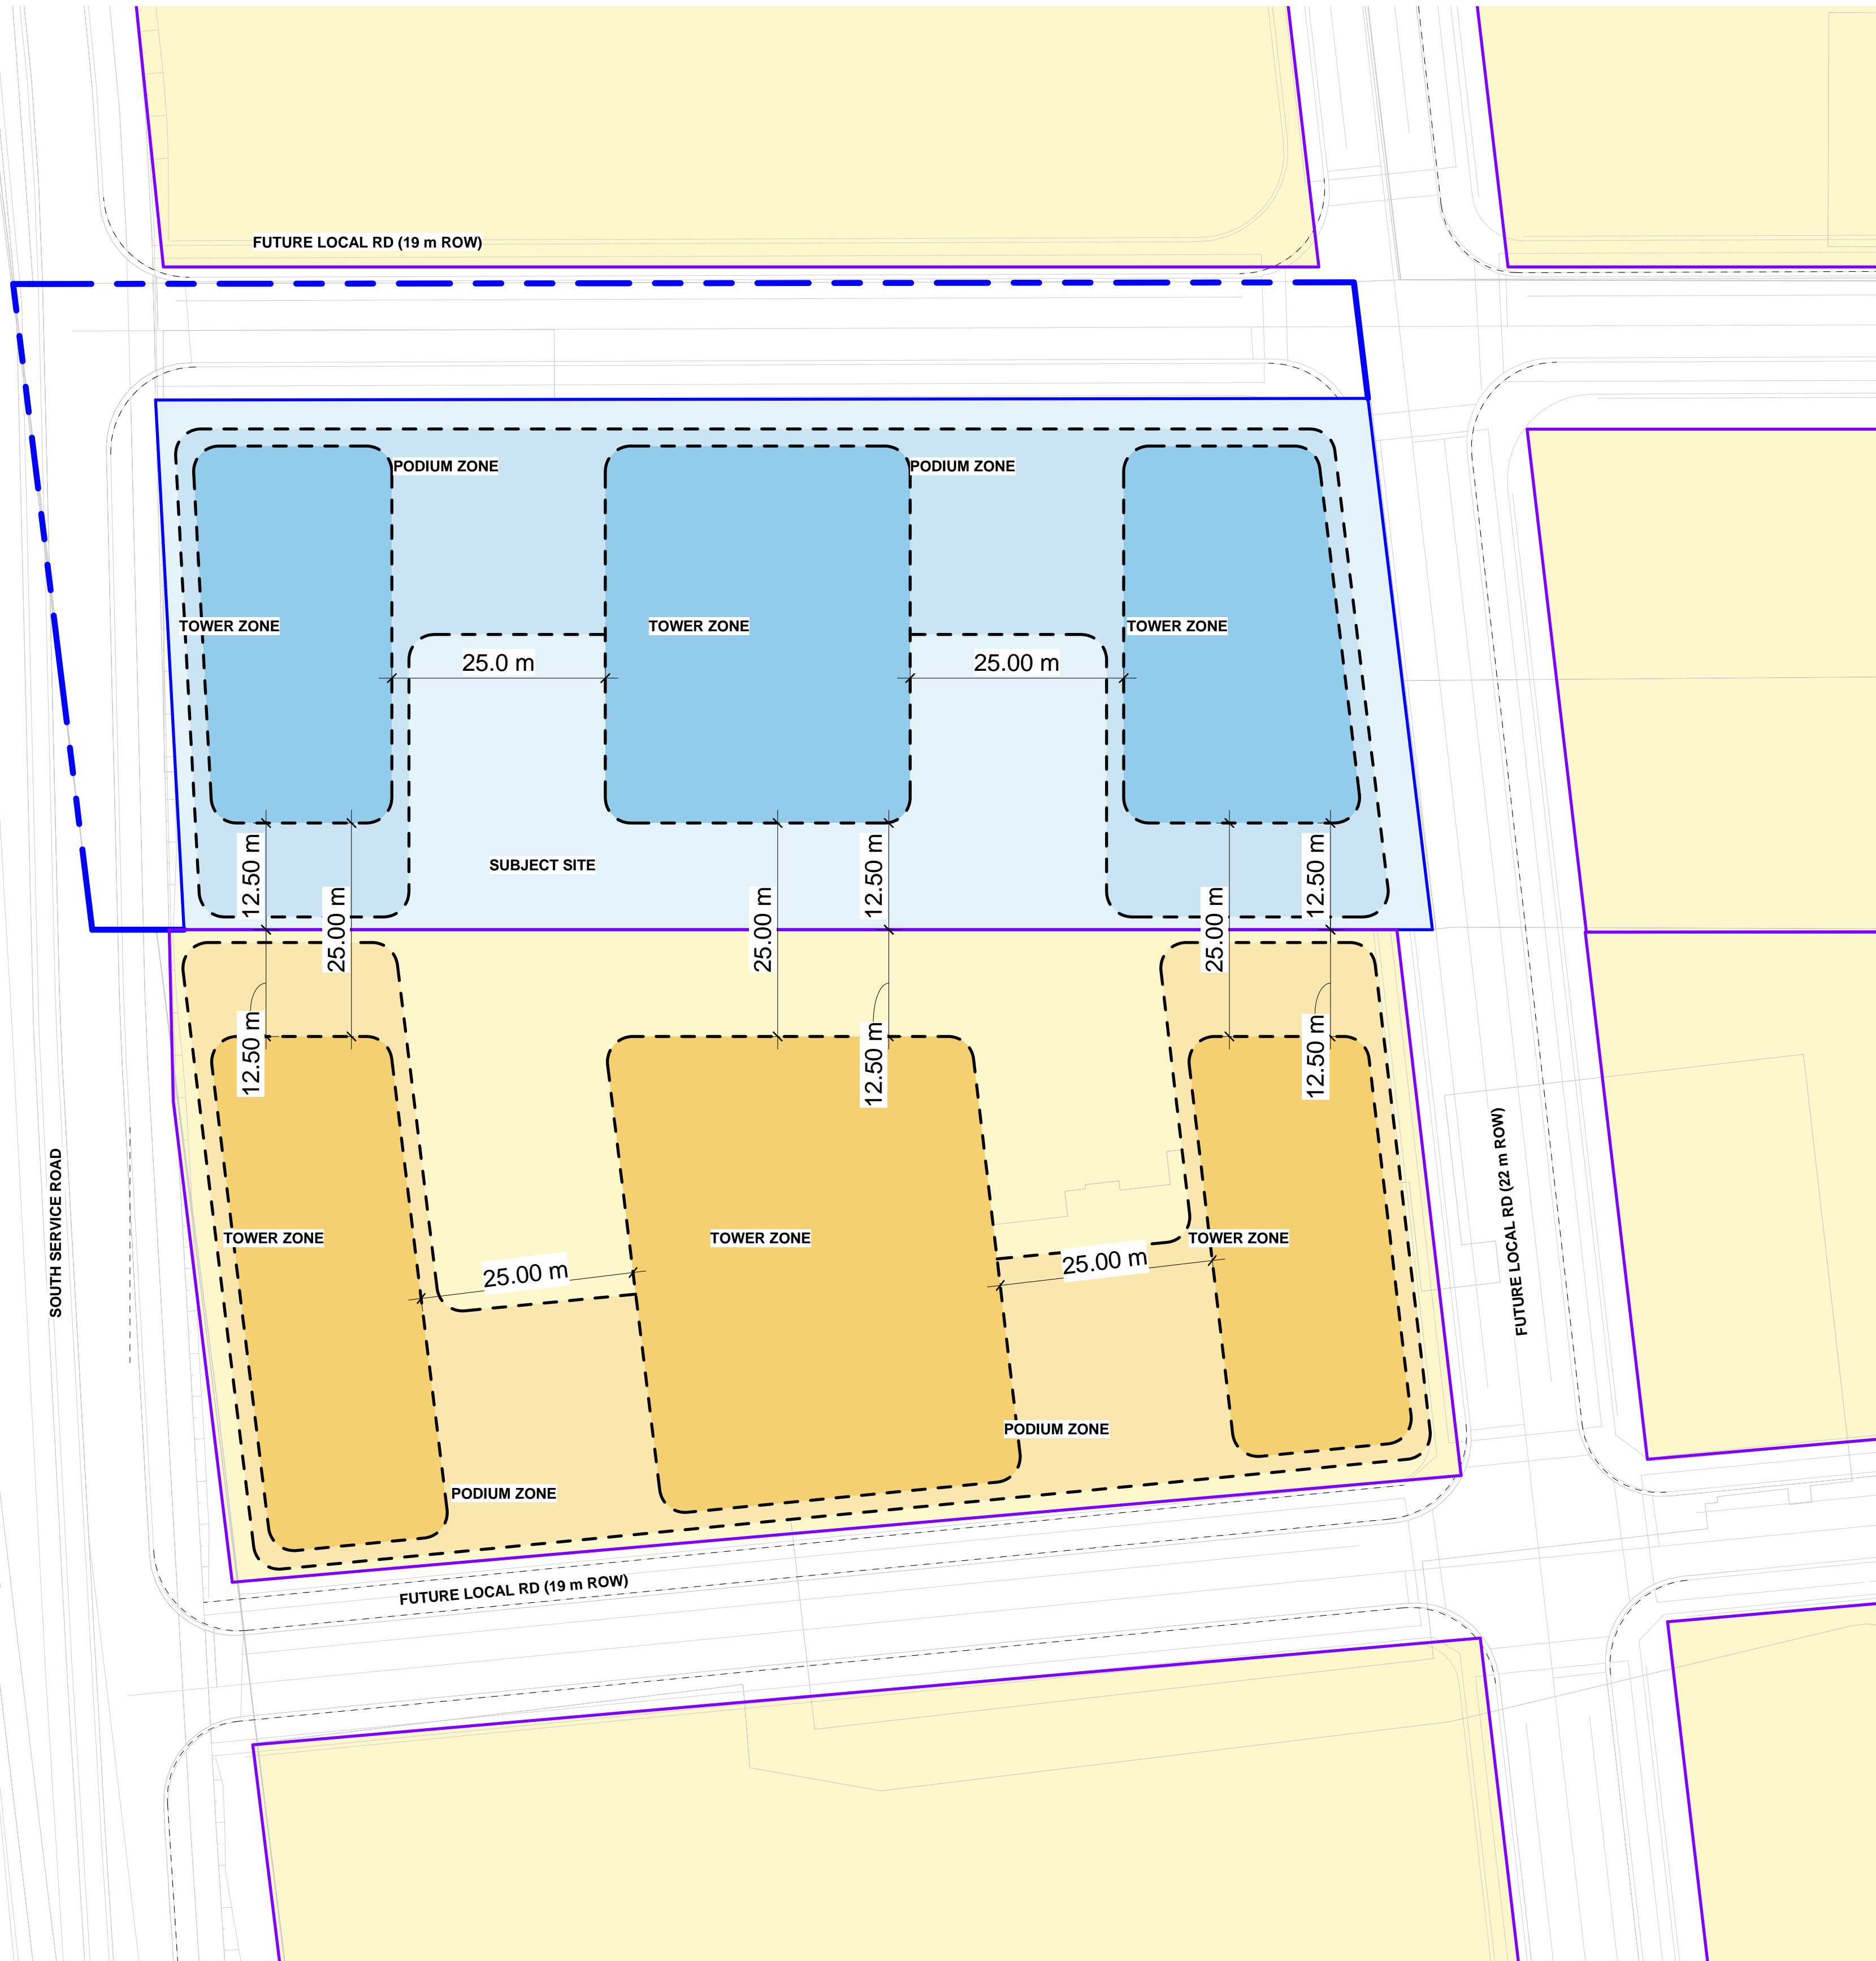 FUTURE LOCAL RD (19 m ROW)
PODIUM ZONE
PODIUM ZONE
TOWER ZONE
TOWER ZONE
TOWER ZONE
25.0 m
25.00 m
SUBJECT SITE
12.50 m
25.00 m
25.00 m
12.50 m
25.00 m
12.50 m
12.50 m
12.50 m
12.50 m
SOUTH SERVICE ROAD
FUTURE LOCAL RD (22 m ROW)
TOWER ZONE
TOWER ZONE
TOWER ZONE
25.00 m
25.00 m
PODIUM ZONE
PODIUM ZONE
FUTURE LOCAL RD (19 m ROW)